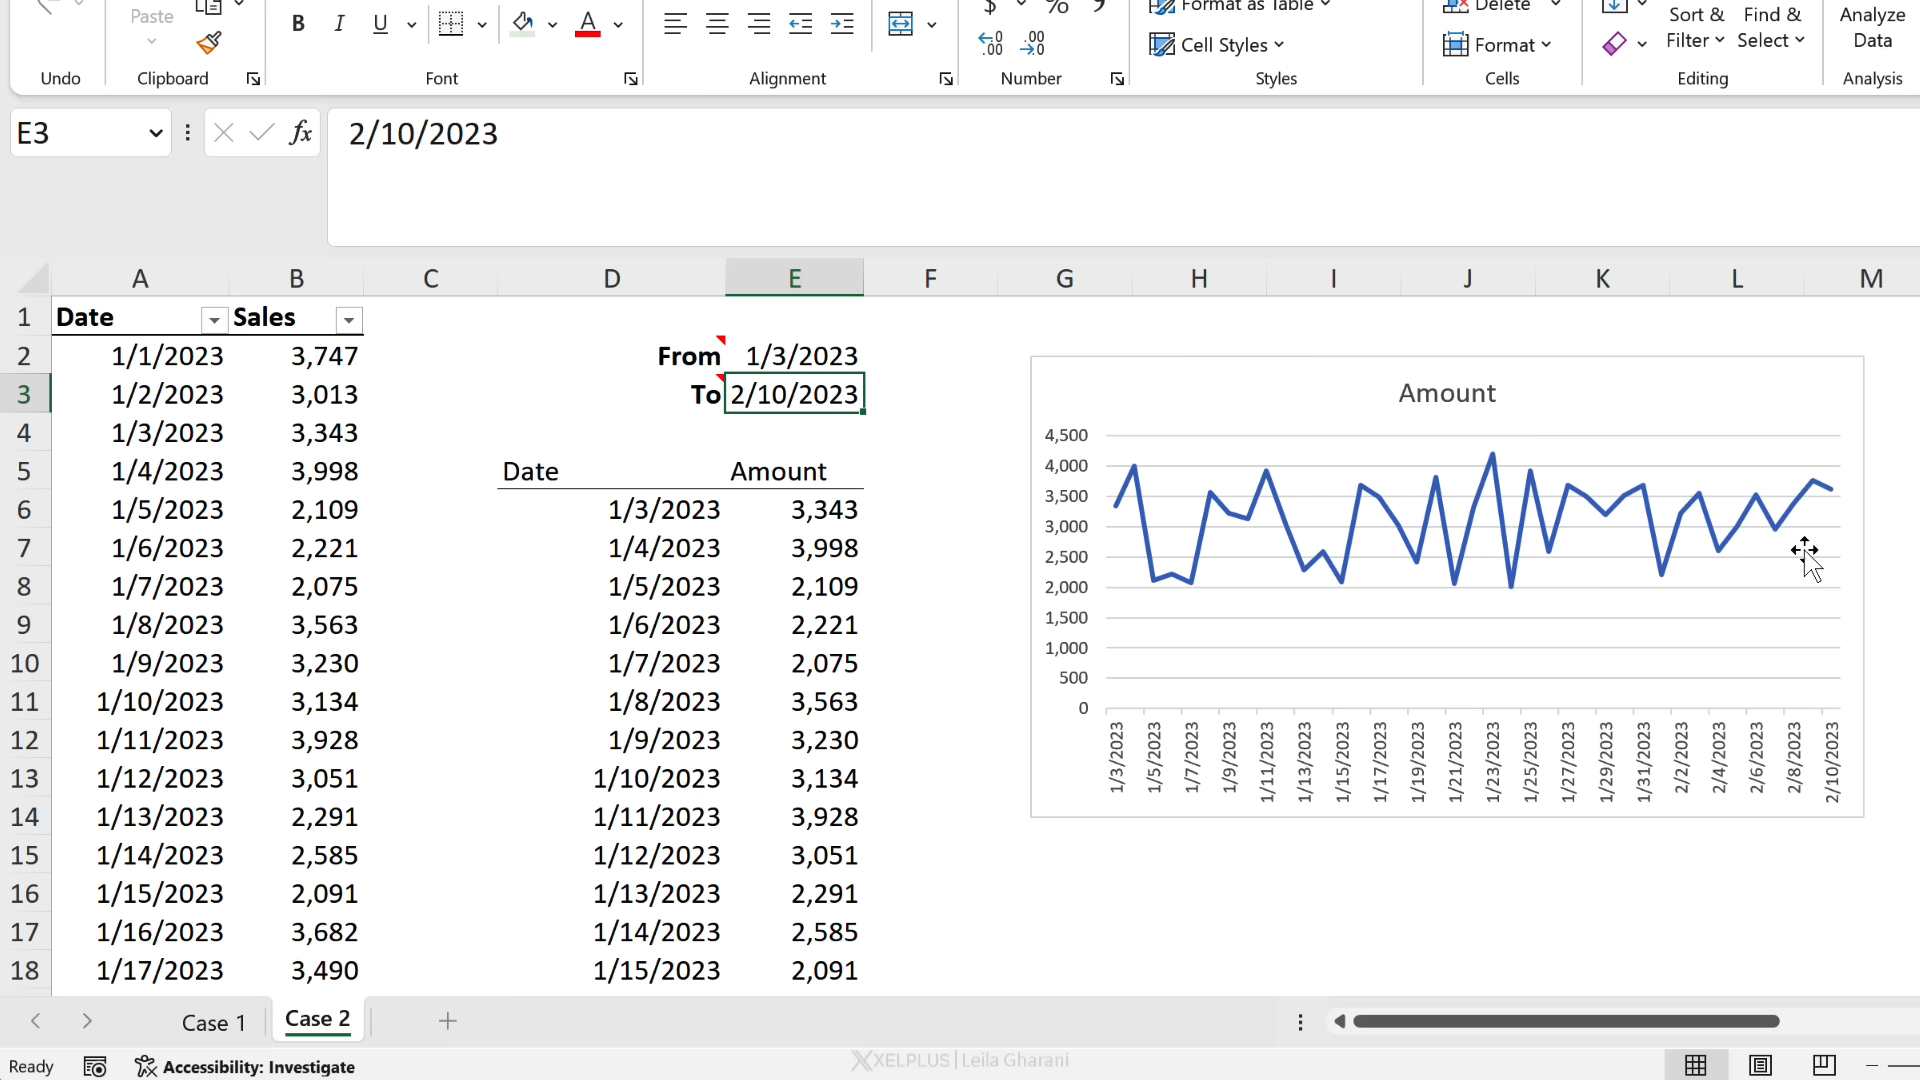 Paste
B I U A
$ % 9
.00 .00
Format as Table
Cell Styles
Delete
Format
Sort & Find & Analyze
Filter Select Data
Undo Clipboard Font Alignment Number Styles Cells Editing Analysis
E3 fx 2/10/2023
A B C D E F G H I J K L M
1 Date Sales
2 1/1/2023 3,747 From 1/3/2023
3 1/2/2023 3,013 To 2/10/2023
4 1/3/2023 3,343
5 1/4/2023 3,998 Date Amount
6 1/5/2023 2,109 1/3/2023 3,343
7 1/6/2023 2,221 1/4/2023 3,998
8 1/7/2023 2,075 1/5/2023 2,109
9 1/8/2023 3,563 1/6/2023 2,221
10 1/9/2023 3,230 1/7/2023 2,075
11 1/10/2023 3,134 1/8/2023 3,563
12 1/11/2023 3,928 1/9/2023 3,230
13 1/12/2023 3,051 1/10/2023 3,134
14 1/13/2023 2,291 1/11/2023 3,928
15 1/14/2023 2,585 1/12/2023 3,051
16 1/15/2023 2,091 1/13/2023 2,291
17 1/16/2023 3,682 1/14/2023 2,585
18 1/17/2023 3,490 1/15/2023 2,091
Amount
4,500
4,000
3,500
3,000
2,500
2,000
1,500
1,000
500
0
1/3/2023 1/5/2023 1/7/2023 1/9/2023 1/11/2023 1/13/2023 1/15/2023 1/17/2023 1/19/2023 1/21/2023 1/23/2023 1/25/2023 1/27/2023 1/29/2023 1/31/2023 2/2/2023 2/4/2023 2/6/2023 2/8/2023 2/10/2023
Case 1 Case 2
Ready Accessibility: Investigate
XELPLUS | Leila Gharani